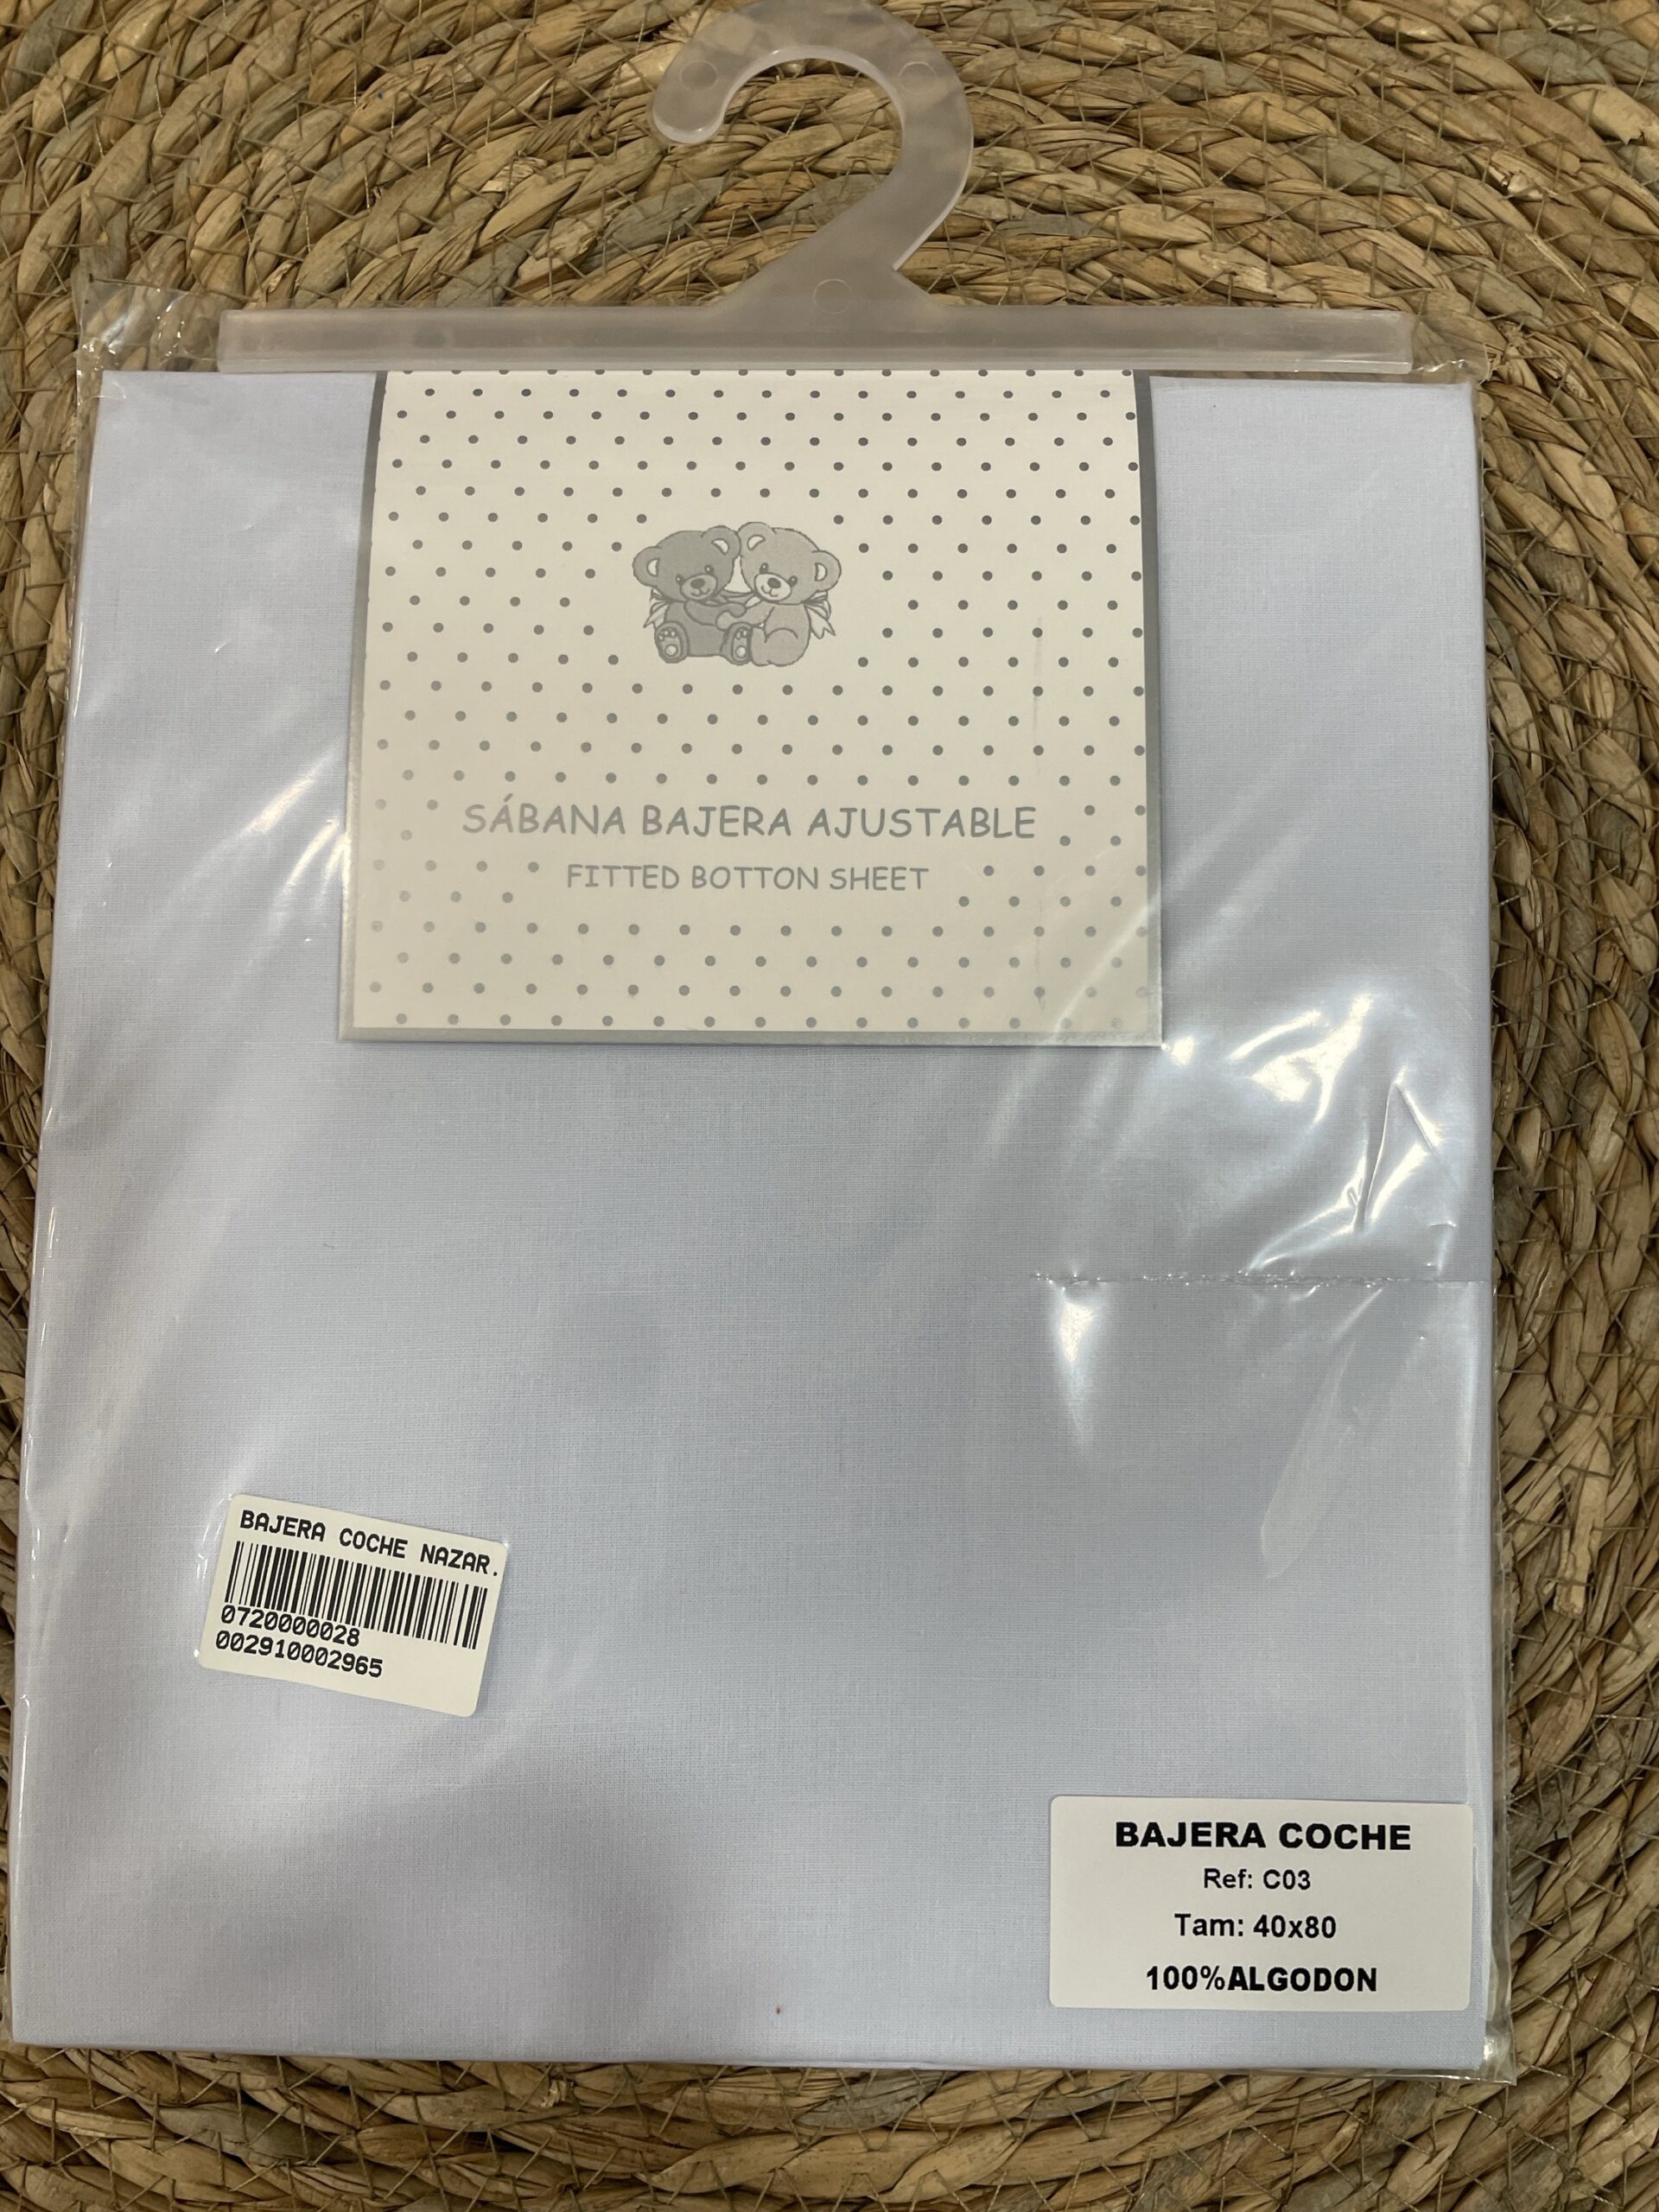 SÁBANA BAJERA AJUSTABLE
FITTED BOTTON SHEET
BAJERA COCHE NAZAR.
0720000028
002910002965
BAJERA COCHE
Ref: C03
Tam: 40x80
100%ALGODON